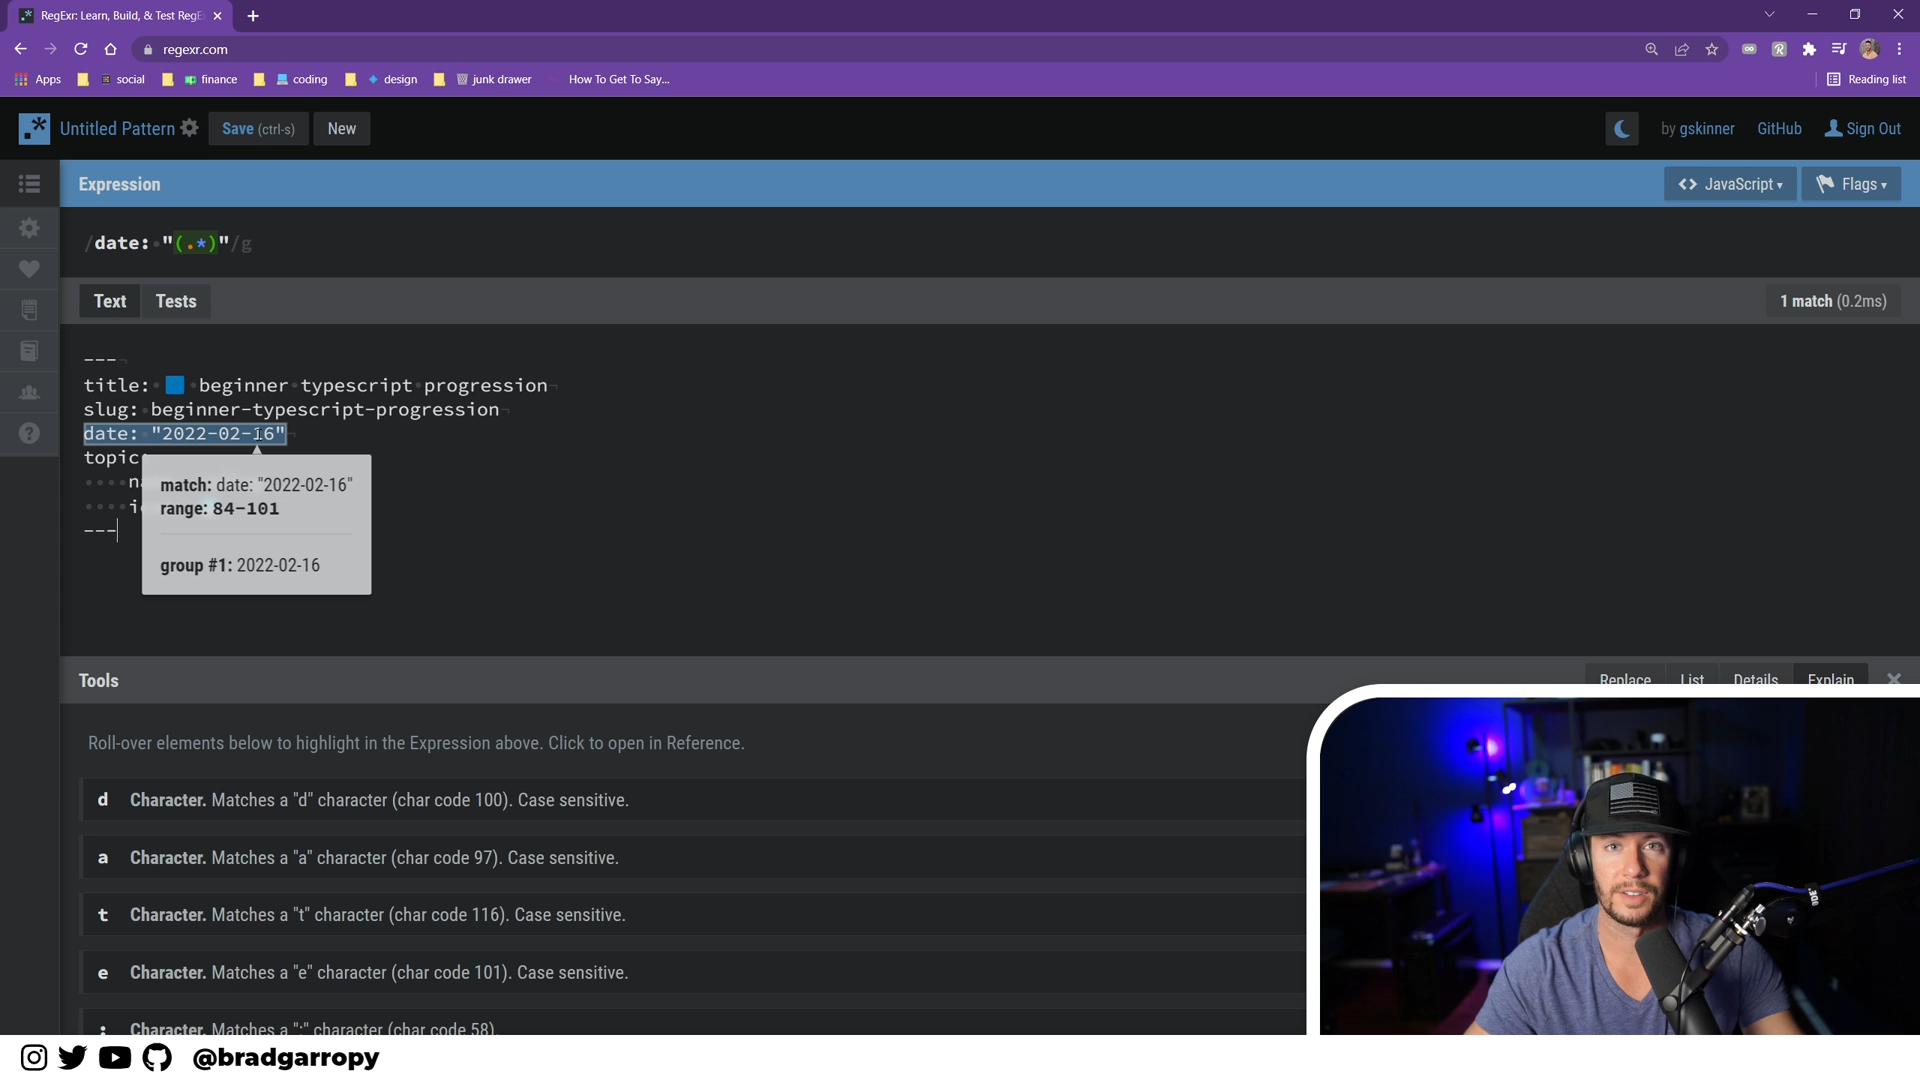 RegExr: Learn, Build, & Test RegE
regexr.com
Apps social finance coding design junk drawer How To Get To Say... Reading list
Untitled Pattern Save (ctrl-s) New by gskinner GitHub Sign Out
Expression <> JavaScript Flags
/date: "(.*)"/g
Text Tests 1 match (0.2ms)
---
title: beginner typescript progression
slug: beginner-typescript-progression
date: "2022-02-16"
topic
match: date: "2022-02-16"
range: 84-101
---
group #1: 2022-02-16
Tools Replace List Details Explain
Roll-over elements below to highlight in the Expression above. Click to open in Reference.
d Character. Matches a "d" character (char code 100). Case sensitive.
a Character. Matches a "a" character (char code 97). Case sensitive.
t Character. Matches a "t" character (char code 116). Case sensitive.
e Character. Matches a "e" character (char code 101). Case sensitive.
: Character. Matches a ":" character (char code 58).
@bradgarropy